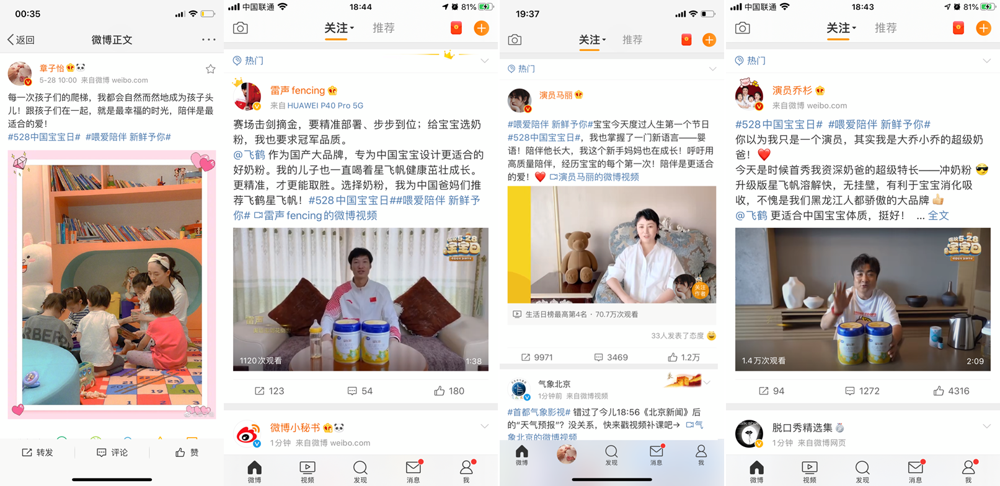 00:35
返回
微博正文
章子怡
5-28 10:00 来自微博 weibo.com
每一次孩子们的爬梯，我都会自然而然地成为孩子头
儿！跟孩子们在一起，就是最幸福的时光，陪伴是最
适合的爱！
#528中国宝宝日# #喂爱陪伴 新鲜予你#
转发
评论
赞
中国联通
18:44
81%
关注
推荐
热门
雷声fencing
来自 HUAWEI P40 Pro 5G
赛场击剑摘金，要精准部署、步步到位；给宝宝选奶
粉，我也要求冠军品质。
@飞鹤 作为国产大品牌，专为中国宝宝设计更适合的
好奶粉。我的儿子也一直喝着星飞帆健康茁壮成长。
更精准，才更能取胜。选择奶粉，我为中国爸妈们推
荐飞鹤星飞帆！#528中国宝宝日##喂爱陪伴 新鲜予
你# 雷声fencing的微博视频
5.28
宝宝日
雷声
1120次观看
1:38
123
54
180
微博小秘书
1分钟 来自微博 weibo.com
微博
视频
发现
消息
我
19:37
关注
推荐
热门
演员马丽
#喂爱陪伴 新鲜予你#宝宝今天度过人生第一个节日
#528中国宝宝日#，我也掌握了一门新语言——婴
语！陪伴他长大，我这个新手妈妈也在成长！呼吁用
高质量陪伴，经历宝宝的每个第一次！陪伴是更适合
的爱！❤️ 演员马丽的微博视频
关注
作者
生活日榜最高第4名 · 70.7万次观看
33人发表了态度
9971
3469
1.2万
气象北京
1分钟前 来自微博视频
#首都气象影视# 错过了今儿18:56《北京新闻》后
的“天气预报”？没关系，快来戳视频补课吧→ 气
象北京的微博视频
微博
发现
消息
我
中国联通
18:43
81%
关注
推荐
热门
演员乔杉
来自微博 weibo.com
#528中国宝宝日# #喂爱陪伴 新鲜予你#
你以为我只是一个演员，其实我是大乔小乔的超级奶
爸！❤️
今天是时候首秀我资深奶爸的超级特长——冲奶粉 😎
升级版星飞帆溶解快，无挂壁，有利于宝宝消化吸
收，不愧是我们黑龙江人都骄傲的大品牌 👍
@飞鹤 更适合中国宝宝体质，挺好！ ... 全文
5.28
宝宝日
1.4万次观看
2:09
94
1272
4316
脱口秀精选集
1分钟 来自微博网页
微博
视频
发现
消息
我